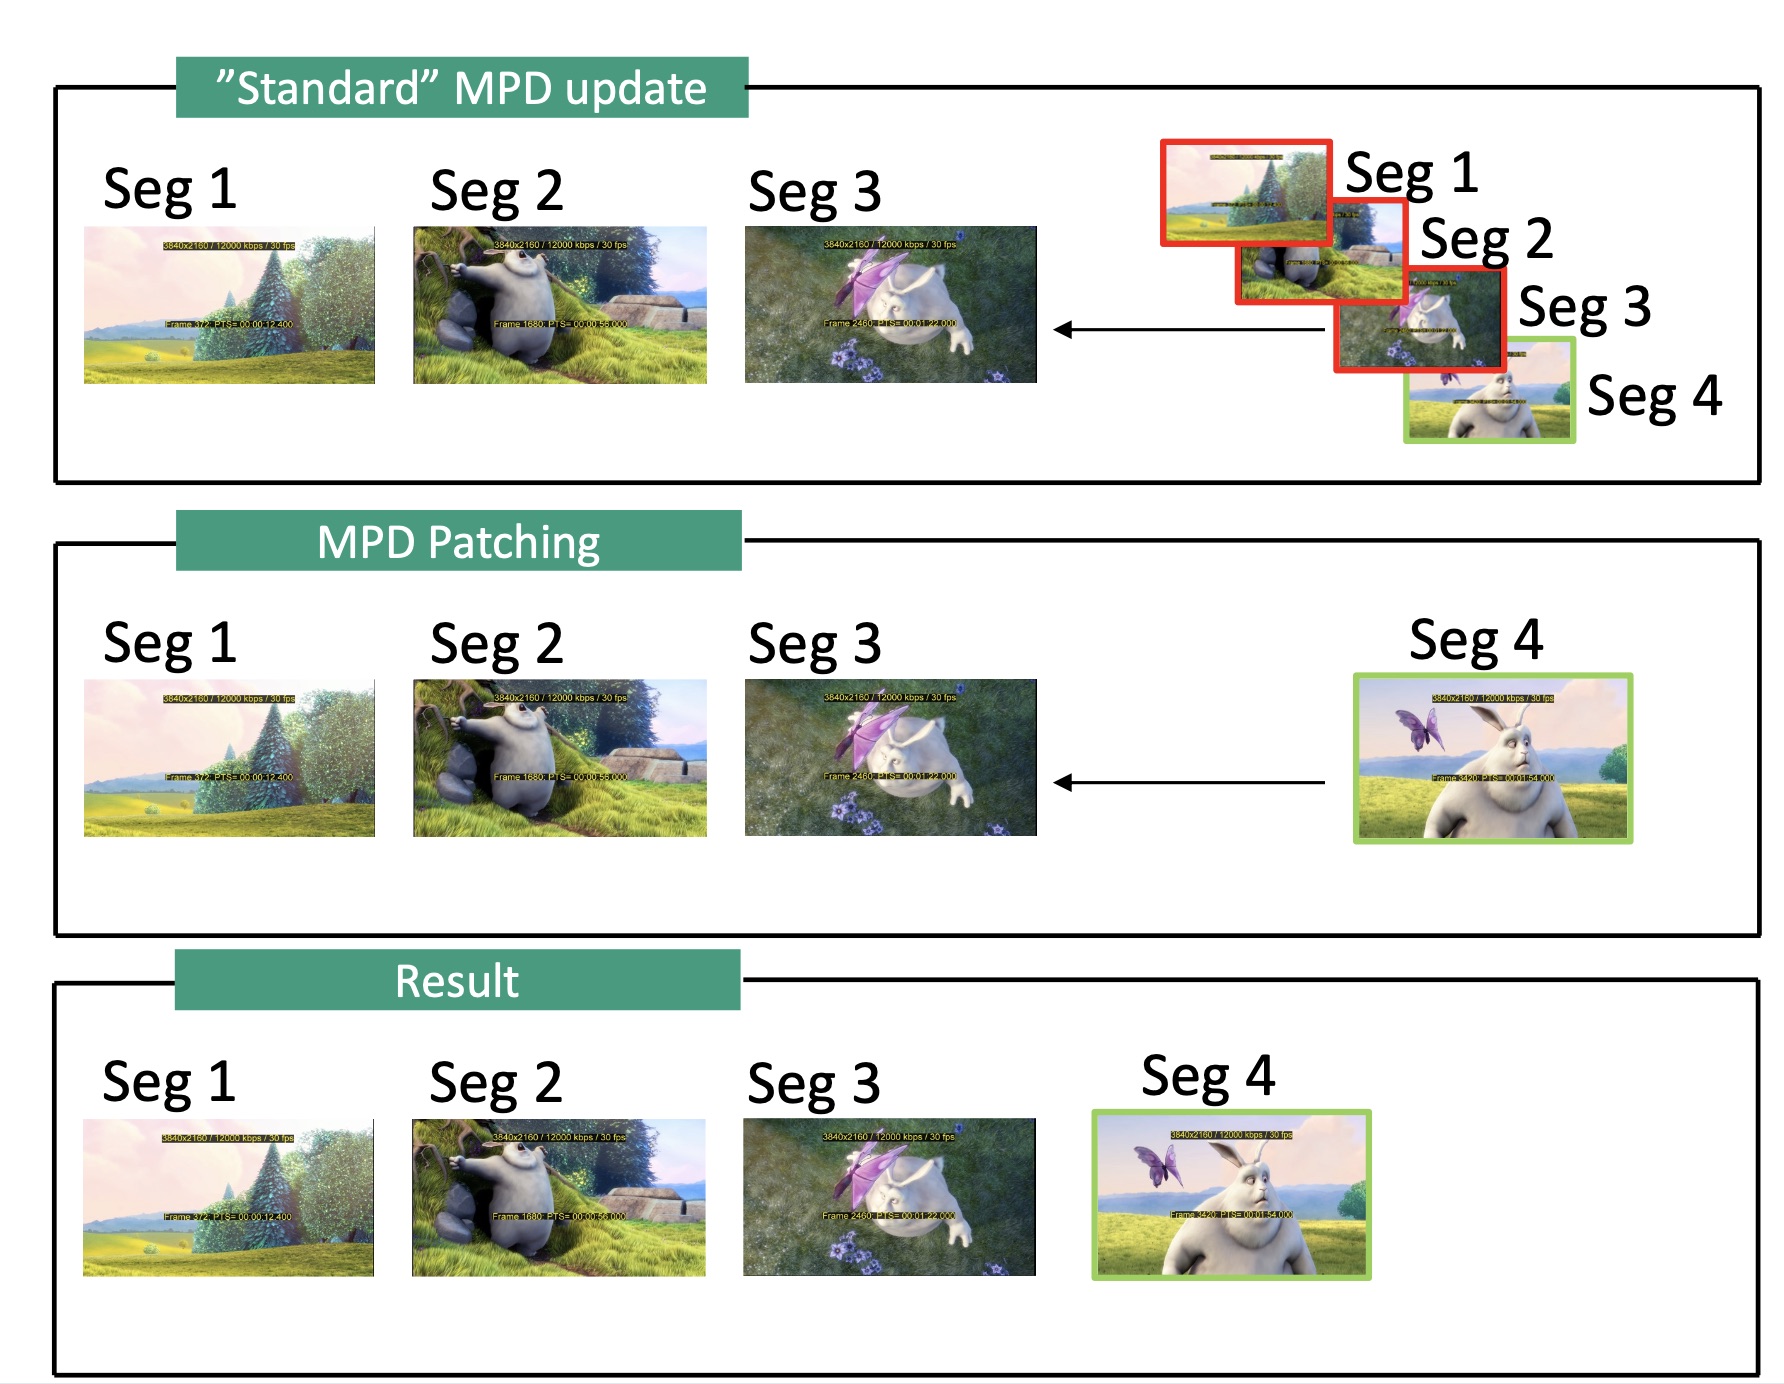 ”Standard” MPD update
Seg 1
Seg 2
Seg 3
3840x2160 / 12000 kbps / 30 fps
3840x2160 / 12000 kbps / 30 fps
3840x2160 / 12000 kbps / 30 fps
Frame 372: PTS= 00:00:12.400
Frame 1680: PTS= 00:00:56.000
Frame 2460: PTS= 00:01:22.000
Seg 1
Seg 2
Seg 3
Seg 4
MPD Patching
Seg 1
Seg 2
Seg 3
Seg 4
3840x2160 / 12000 kbps / 30 fps
3840x2160 / 12000 kbps / 30 fps
3840x2160 / 12000 kbps / 30 fps
3840x2160 / 12000 kbps / 30 fps
Frame 372: PTS= 00:00:12.400
Frame 1680: PTS= 00:00:56.000
Frame 2460: PTS= 00:01:22.000
Frame 3420: PTS= 00:01:54.000
Result
Seg 1
Seg 2
Seg 3
Seg 4
3840x2160 / 12000 kbps / 30 fps
3840x2160 / 12000 kbps / 30 fps
3840x2160 / 12000 kbps / 30 fps
3840x2160 / 12000 kbps / 30 fps
Frame 372: PTS= 00:00:12.400
Frame 1680: PTS= 00:00:56.000
Frame 2460: PTS= 00:01:22.000
Frame 3420: PTS= 00:01:54.000